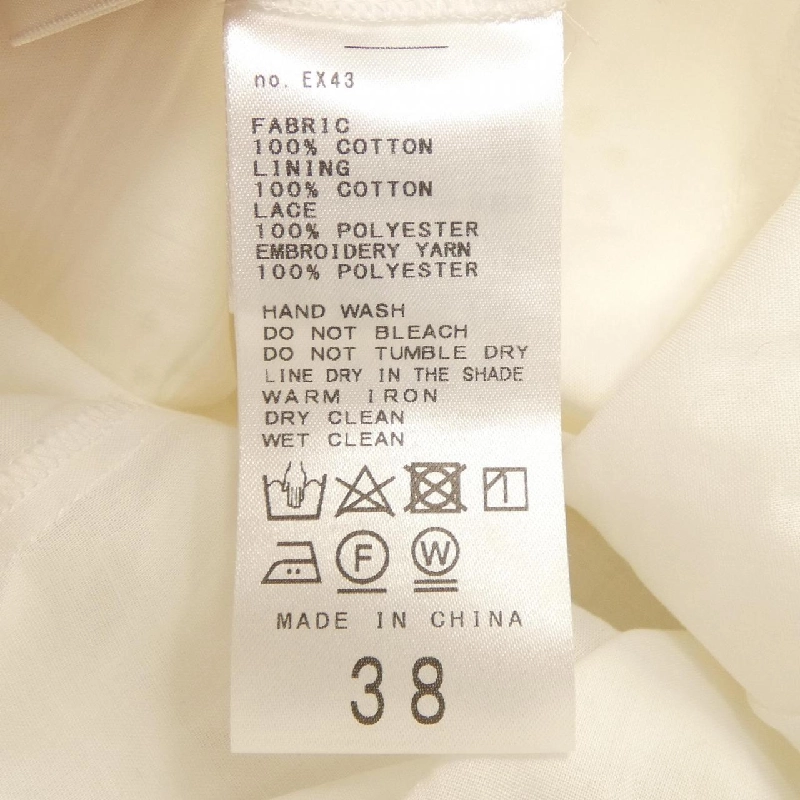 no. EX43
FABRIC
100% COTTON
LINING
100% COTTON
LACE
100% POLYESTER
EMBROIDERY YARN
100% POLYESTER
HAND WASH
DO NOT BLEACH
DO NOT TUMBLE DRY
LINE DRY IN THE SHADE
WARM IRON
DRY CLEAN
WET CLEAN
F W
MADE IN CHINA
38